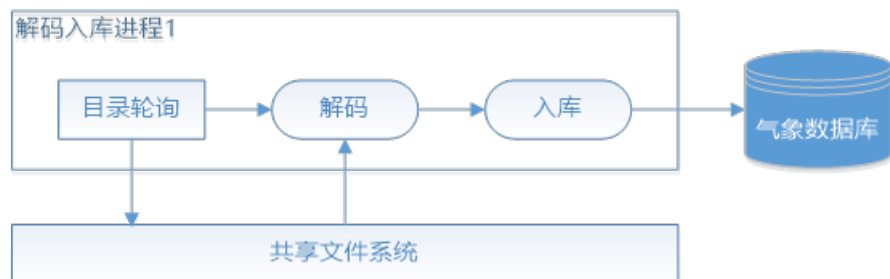 解码入库进程1
目录轮询
解码
入库
气象数据库
共享文件系统